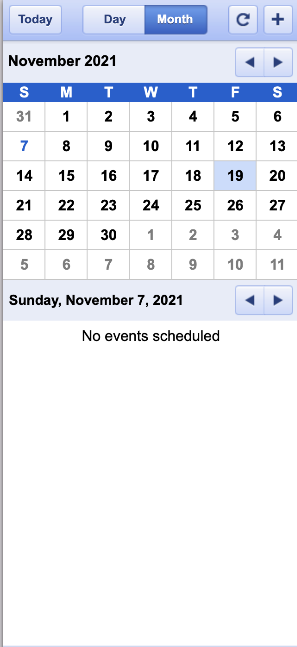 Today Day Month
November 2021
S M T W T F S
31 1 2 3 4 5 6
7 8 9 10 11 12 13
14 15 16 17 18 19 20
21 22 23 24 25 26 27
28 29 30 1 2 3 4
5 6 7 8 9 10 11
Sunday, November 7, 2021
No events scheduled